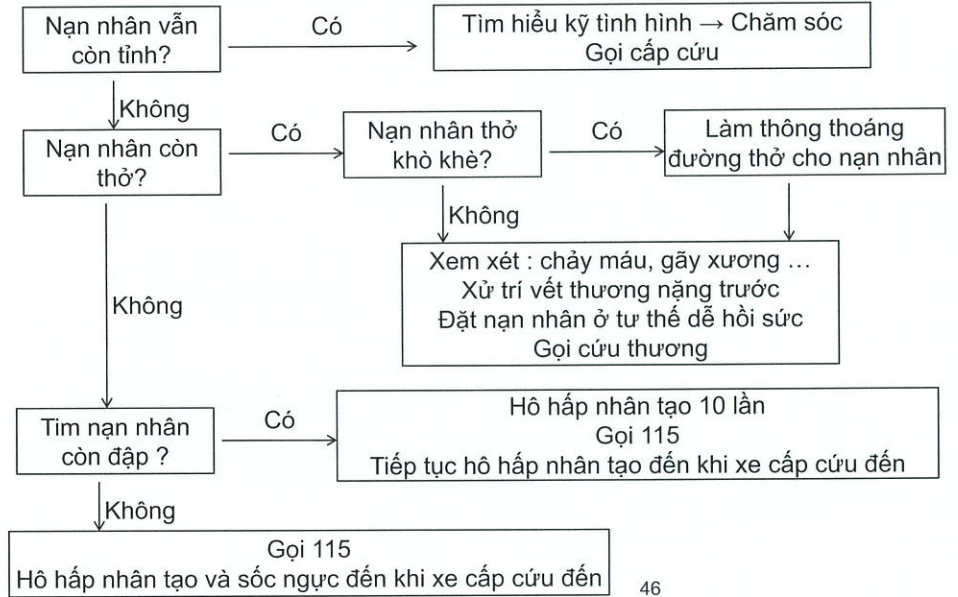 Nạn nhân vẫn
còn tỉnh?
Có
Tìm hiểu kỹ tình hình → Chăm sóc
Gọi cấp cứu
Không
Nạn nhân còn
thở?
Có
Nạn nhân thở
khò khè?
Có
Làm thông thoáng
đường thở cho nạn nhân
Không
Xem xét : chảy máu, gãy xương ...
Xử trí vết thương nặng trước
Đặt nạn nhân ở tư thế dễ hồi sức
Gọi cứu thương
Không
Tim nạn nhân
còn đập ?
Có
Hô hấp nhân tạo 10 lần
Gọi 115
Tiếp tục hô hấp nhân tạo đến khi xe cấp cứu đến
Không
Gọi 115
Hô hấp nhân tạo và sốc ngực đến khi xe cấp cứu đến
46